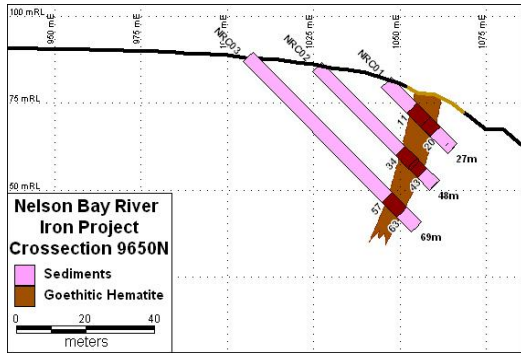 100 mRL
950 mE
975 mE
1025 mE
1050 mE
1075 mE
NRC03
NRC02
NRC01
75 mRL
11
20
27m
34
43
48m
50 mRL
57
63
69m
Nelson Bay River
Iron Project
Crossection 9650N
Sediments
Goethitic Hematite
0 20 40
meters